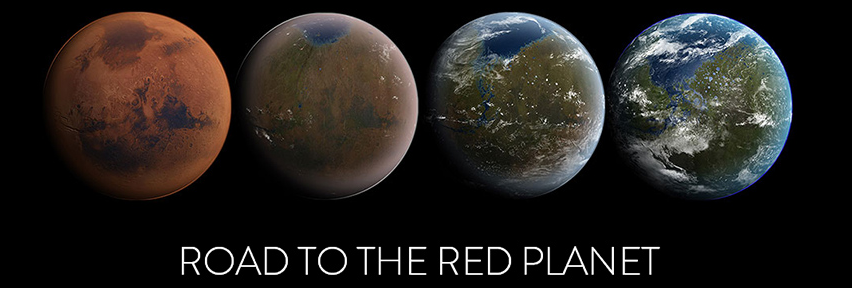 ROAD TO THE RED PLANET